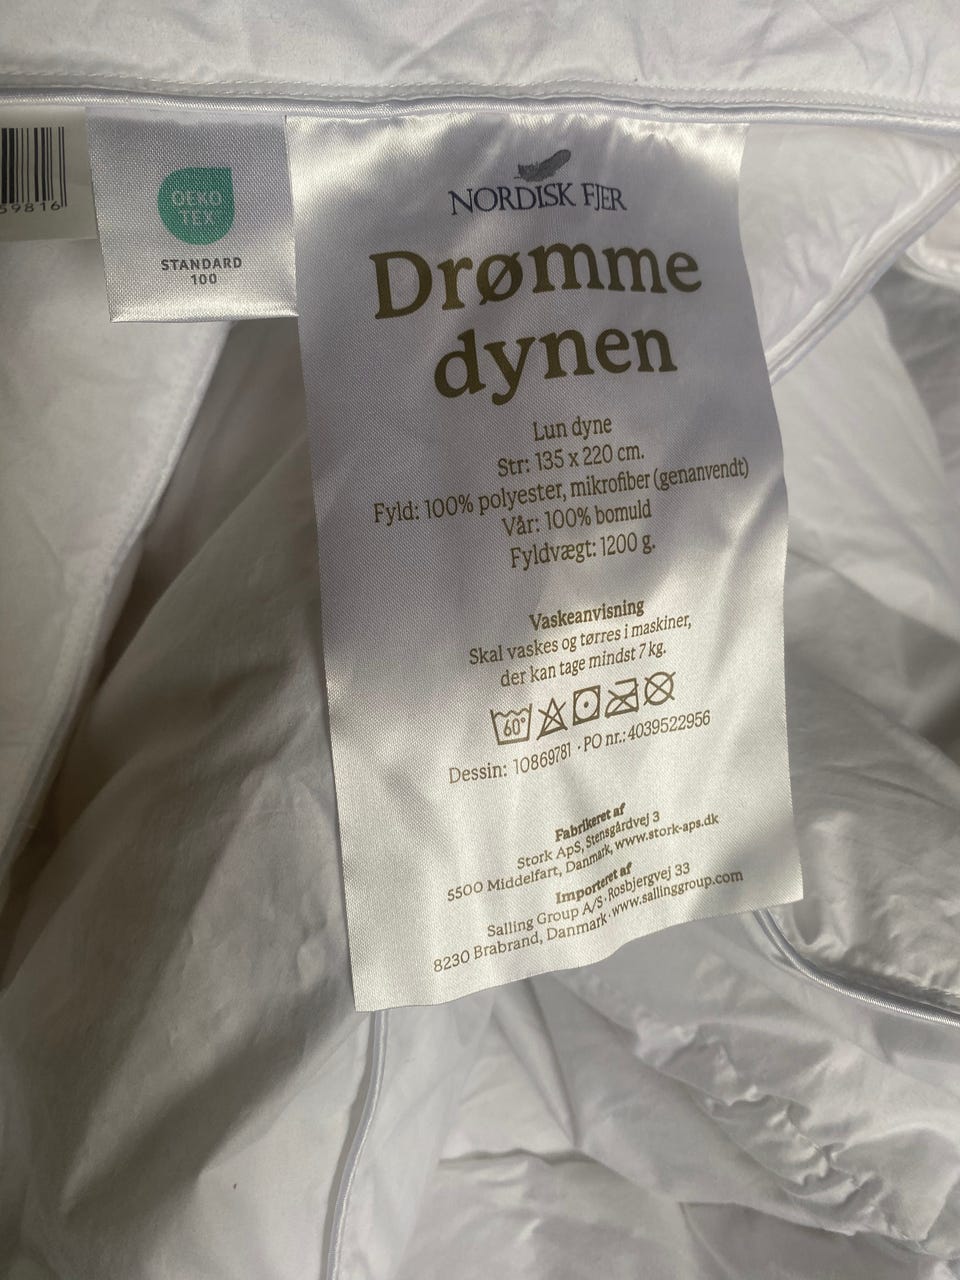 59816
OEKO
TEX
STANDARD
100
NORDISK FJER
Drømme
dynen
Lun dyne
Str: 135 x 220 cm.
Fyld: 100% polyester, mikrofiber (genanvendt)
Vår: 100% bomuld
Fyldvægt: 1200 g.
Vaskeanvisning
Skal vaskes og tørres i maskiner,
der kan tage mindst 7 kg.
60°
Dessin: 10869781 · PO nr.: 4039522956
Fabrikeret af
Stork ApS, Stensgårdvej 3
5500 Middelfart, Danmark, www.stork-aps.dk
Importeret af
Salling Group A/S · Rosbjergvej 33
8230 Brabrand, Danmark · www.sallinggroup.com